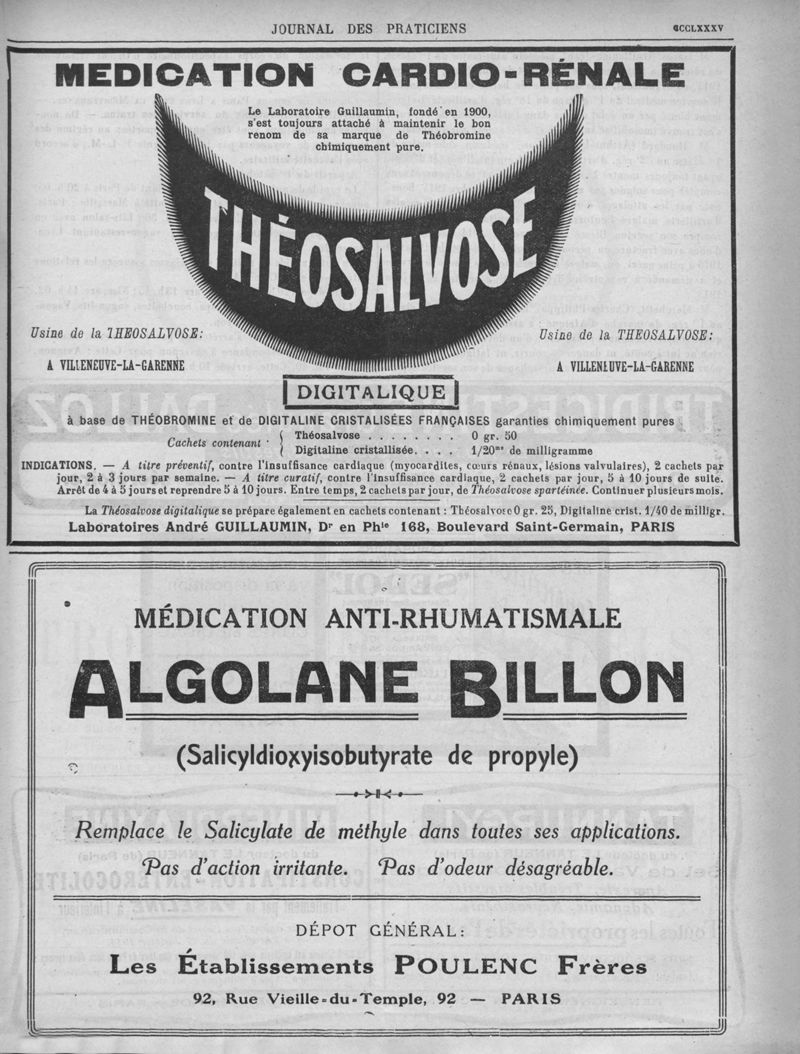 JOURNAL DES PRATICIENS
CCCLXXXV
MEDICATION CARDIO-RÉNALE
Le Laboratoire Guillaumin, fondé en 1900,
s'est toujours attaché à maintenir le bon
renom de sa marque de Théobromine
chimiquement pure.
THÉOSALVOSE
Usine de la THEOSALVOSE:
A VILLENEUVE-LA-GARENNE
Usine de la THEOSALVOSE:
A VILLENEUVE-LA-GARENNE
DIGITALIQUE
à base de THÉOBROMINE et de DIGITALINE CRISTALISÉES FRANÇAISES garanties chimiquement pures
Cachets contenant
Théosalvose . . . . . . . . 0 gr. 50
Digitaline cristallisée. . . . 1/20me de milligramme
INDICATIONS. — A titre préventif, contre l'insuffisance cardiaque (myocardites, cœurs rénaux, lésions valvulaires), 2 cachets par
jour, 2 à 3 jours par semaine. — A titre curatif, contre l'insuffisance cardiaque, 2 cachets par jour, 5 à 10 jours de suite.
Arrêt de 4 à 5 jours et reprendre 5 à 10 jours. Entre temps, 2 cachets par jour, de Théosalvose spartéinée. Continuer plusieurs mois.
La Théosalvose digitalique se prépare également en cachets contenant : Théosalvose 0 gr. 25, Digitaline crist. 1/40 de milligr.
Laboratoires André GUILLAUMIN, Dr en Phie 168, Boulevard Saint-Germain, PARIS
MÉDICATION ANTI-RHUMATISMALE
ALGOLANE BILLON
(Salicyldioxyisobutyrate de propyle)
Remplace le Salicylate de méthyle dans toutes ses applications.
Pas d'action irritante. Pas d'odeur désagréable.
DÉPOT GÉNÉRAL:
Les Établissements POULENC Frères
92, Rue Vieille-du-Temple, 92 — PARIS